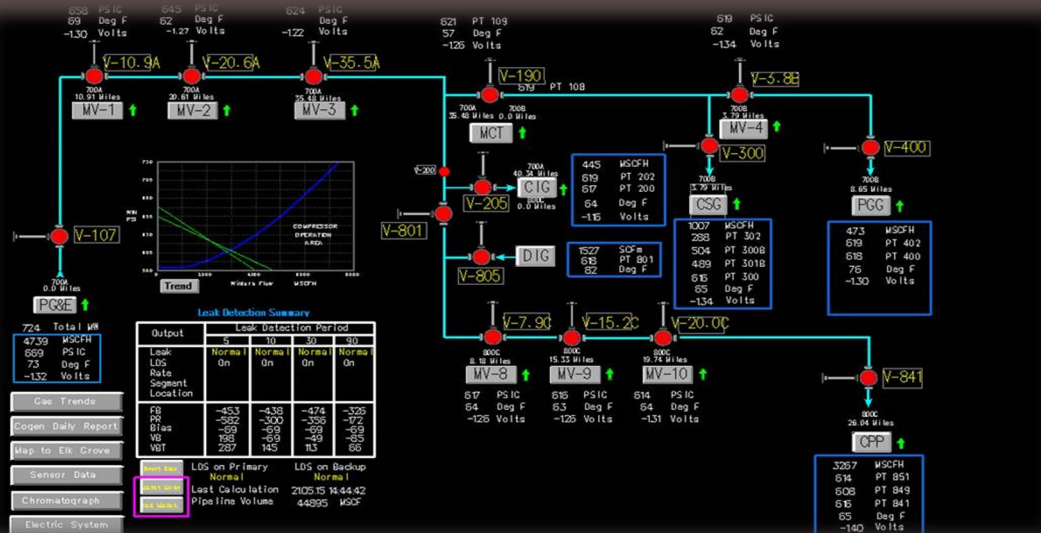 658 PSIG
69 Deg F
-1.30 Volts
645 PSIG
62 Deg F
-1.27 Volts
624 PSIG
Deg F
-1.22 Volts
621 PT 109
57 Deg F
-1.26 Volts
619 PSIG
62 Deg F
-1.34 Volts
V-10.9A
V-20.6A
V-35.5A
V-190
V-3.8B
619 PT 108
700A
10.91 Miles
MV-1
700A
20.61 Miles
MV-2
700A
35.48 Miles
MV-3
700A 700B
35.48 Miles 0.0 Miles
MCT
700B
3.79 Miles
MV-4
V-300
V-400
V-200
700A
40.34 Miles
CIG
800C
0.0 Miles
V-205
445 MSCFH
619 PT 202
617 PT 200
64 Deg F
-1.16 Volts
700B
3.79 Miles
CSG
700B
8.65 Miles
PGG
V-107
V-801
COMPRESSOR
OPERATION
AREA
MSCFH
Trend
V-805
DIG
1527 SCFm
618 PT 801
82 Deg F
1007 MSCFH
288 PT 302
504 PT 300B
489 PT 301B
616 PT 300
65 Deg F
-1.34 Volts
473 MSCFH
619 PT 402
618 PT 400
76 Deg F
-1.30 Volts
700A
0.0 Miles
PG&E
724 Total MW
4739 MSCFH
669 PSIG
73 Deg F
-1.32 Volts
Leak Detection Summary
Output Leak Detection Period
5 10 30 90
Leak Normal Normal Normal Normal
LDS On On On On
Rate
Segment
Location
FB -453 -438 -474 -326
PR -582 -300 -356 -172
Bias -69 -69 -69 -69
VB 198 -69 -49 -85
VBT 287 145 113 66
V-7.9C
V-15.2C
V-20.0C
800C
8.18 Miles
MV-8
800C
15.33 Miles
MV-9
800C
19.74 Miles
MV-10
617 PSIG
64 Deg F
-1.26 Volts
616 PSIG
63 Deg F
-1.26 Volts
614 PSIG
64 Deg F
-1.31 Volts
V-841
800C
26.04 Miles
CPP
3267 MSCFH
614 PT 851
608 PT 849
616 PT 841
65 Deg F
-1.40 Volts
Gas Trends
Cogen Daily Report
Map to Elk Grove
Sensor Data
Chromatograph
Electric System
LDS on Primary LDS on Backup
Normal Normal
Last Calculation 21.05.15 14:44:42
Pipeline Volume 44895 MSCF